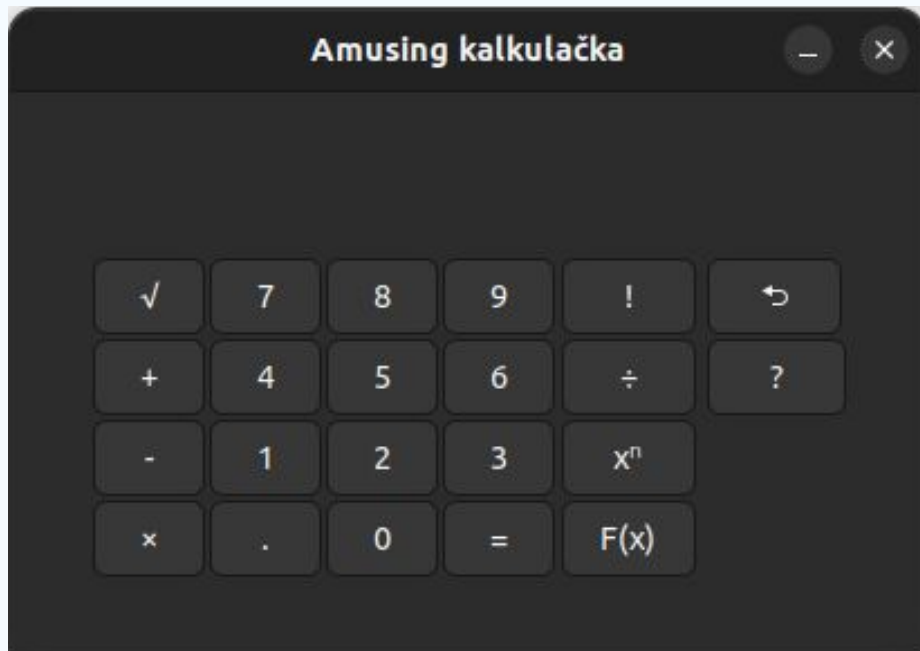 Amusing kalkulačka
√ 7 8 9 !
+ 4 5 6 ÷ ?
- 1 2 3 xⁿ
× . 0 = F(x)